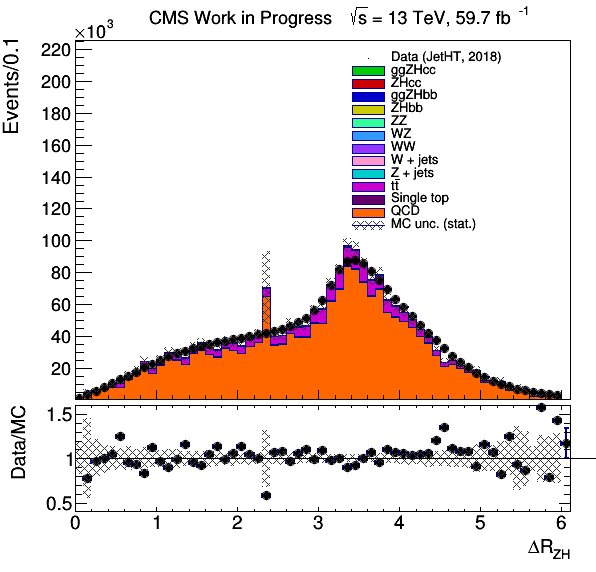 CMS Work in Progress √s = 13 TeV, 59.7 fb⁻¹
×10³
Events/0.1
220
200
180
160
140
120
100
80
60
40
20
Data (JetHT, 2018)
ggZHcc
ZHcc
ggZHbb
ZHbb
ZZ
WZ
WW
W + jets
Z + jets
tt̄
Single top
QCD
MC unc. (stat.)
Data/MC
1.5
1
0.5
0 1 2 3 4 5 6
ΔR_ZH